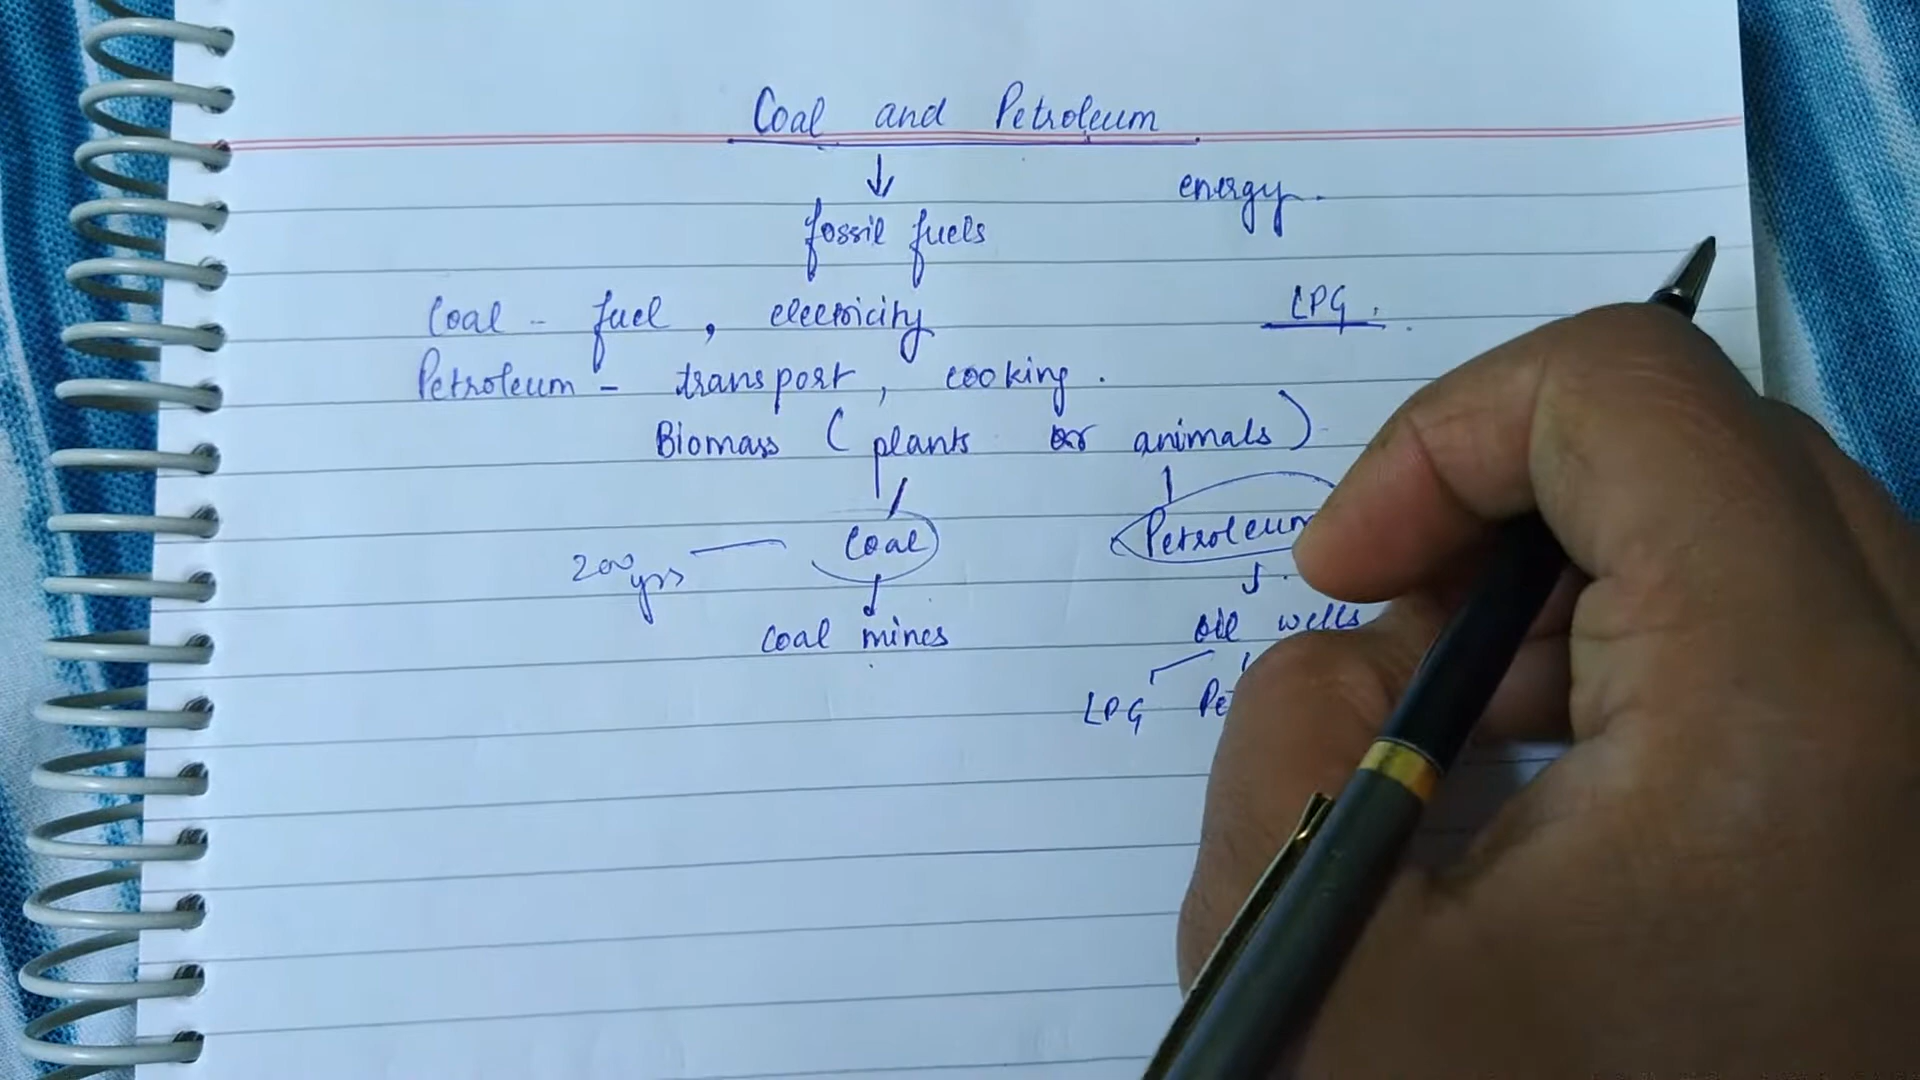 Coal and Petroleum
energy.
fossil fuels
Coal - fuel, electricity
LPG.
Petroleum - transport, cooking.
Biomass (plants or animals)
200 yrs
Coal
Petroleum
coal mines
oil wells
LPG